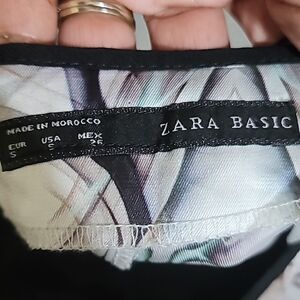 MADE IN MOROCCO
EUR USA MEX
S S 26
ZARA BASIC